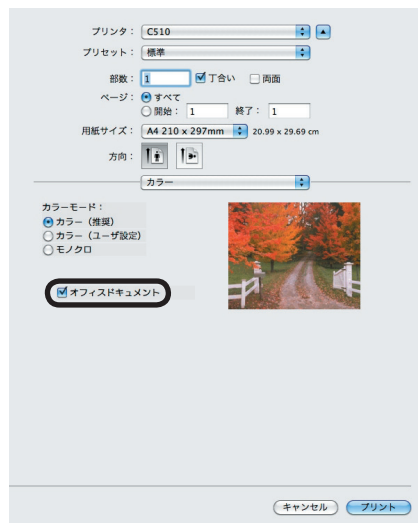 プリンタ： C510
プリセット： 標準
部数： 1 丁合い 両面
ページ： すべて
開始： 1 終了： 1
用紙サイズ： A4 210 x 297mm 20.99 x 29.69 cm
方向：
カラー
カラーモード：
カラー（推奨）
カラー（ユーザ設定）
モノクロ
オフィスドキュメント
キャンセル プリント